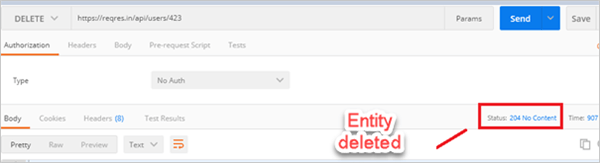 DELETE https://reqres.in/api/users/423 Params Send Save
Authorization Headers Body Pre-request Script Tests
Type No Auth
Body Cookies Headers (8) Test Results Status: 204 No Content Time: 907
Pretty Raw Preview Text
Entity
deleted